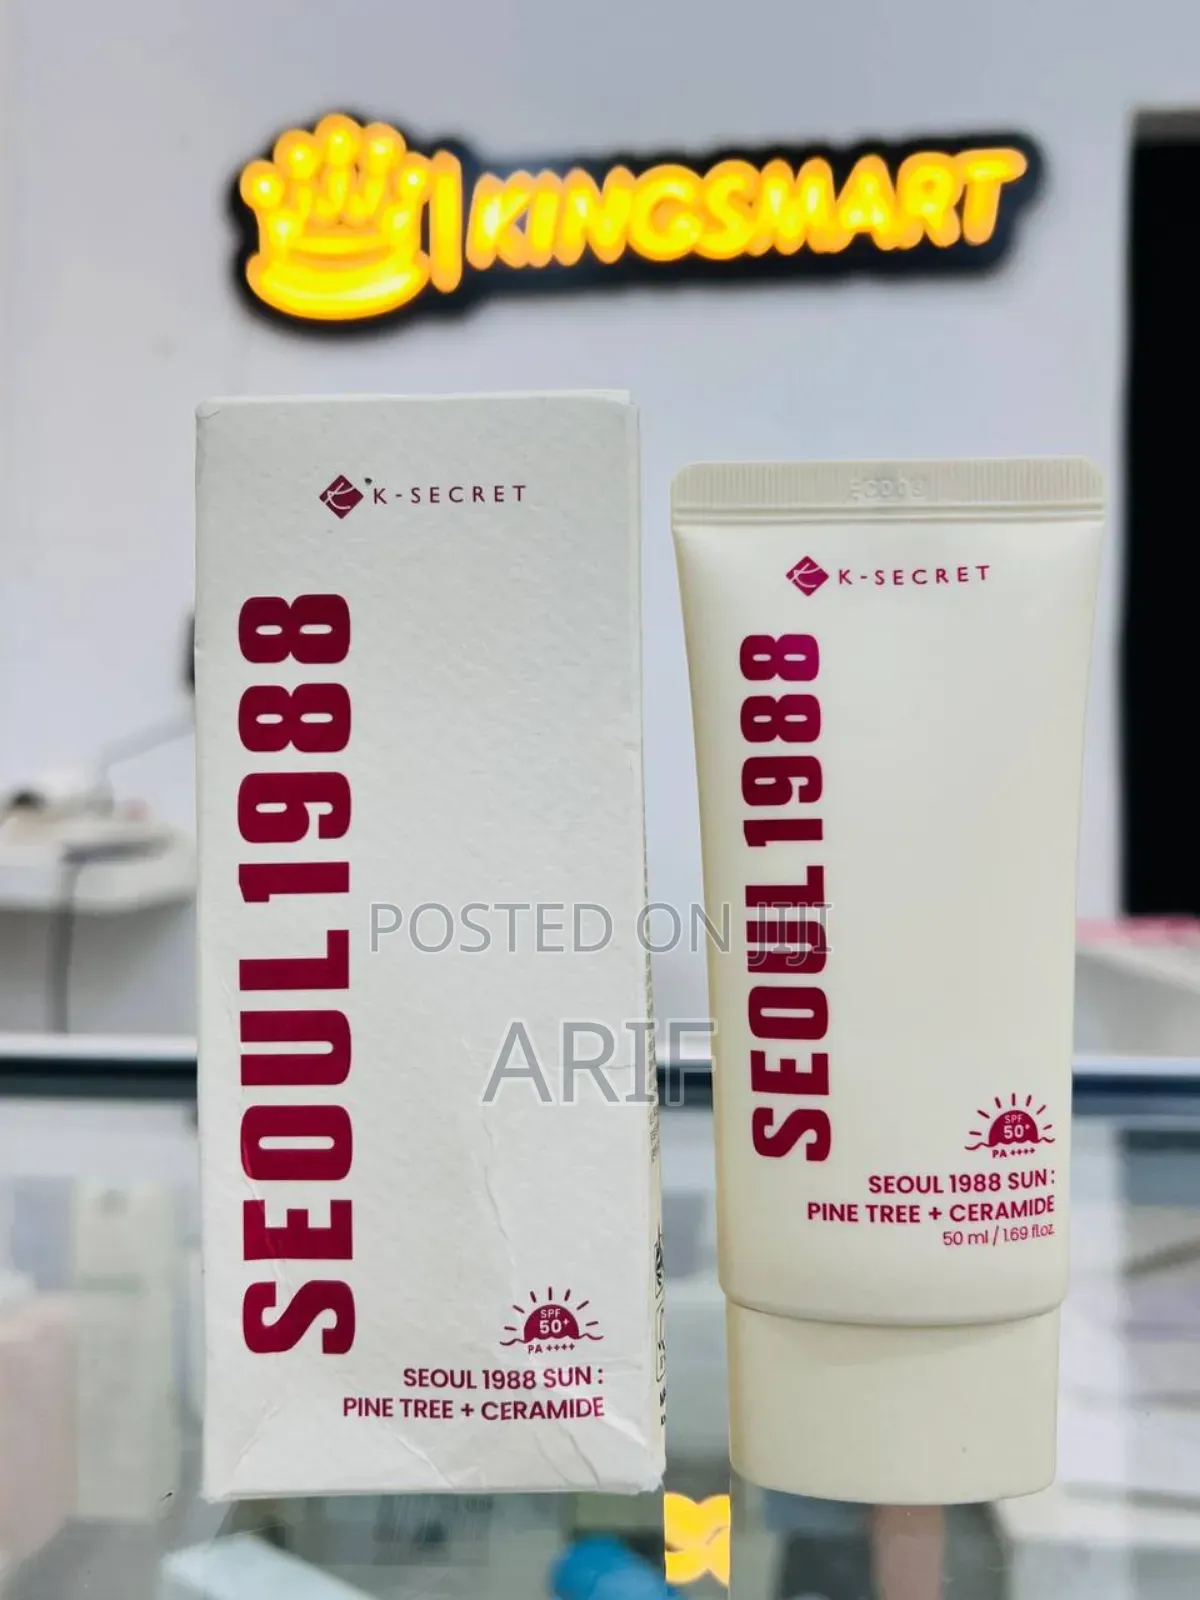 KINGSMART
K-SECRET
SEOUL1988
SPF
50+
PA ++++
SEOUL 1988 SUN :
PINE TREE + CERAMIDE
K-SECRET
SEOUL1988
SPF
50+
PA ++++
SEOUL 1988 SUN :
PINE TREE + CERAMIDE
50 ml / 1.69 fl.oz
POSTED ON JIJI
ARIF